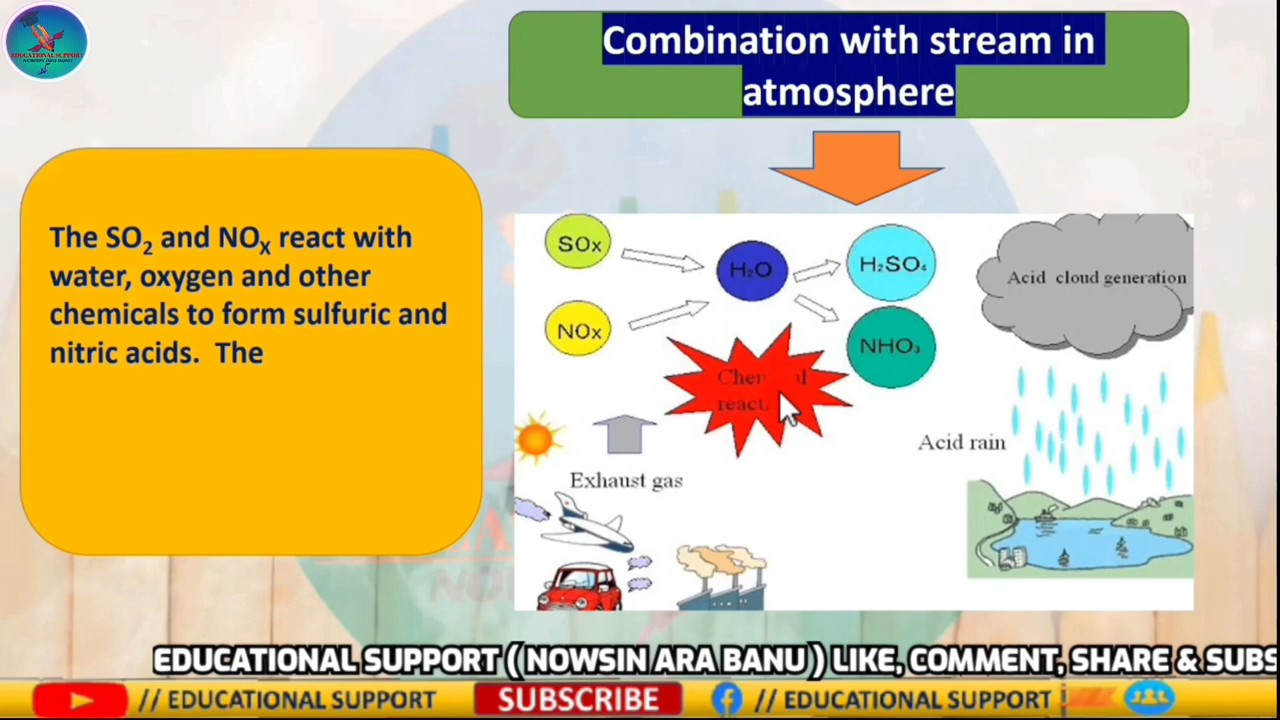 EDUCATIONAL SUPPORT
Combination with stream in
atmosphere
The SO2 and NOX react with
water, oxygen and other
chemicals to form sulfuric and
nitric acids. The
SOx
NOx
H₂O
H₂SO₄
NHO₃
Acid cloud generation
Acid rain
Exhaust gas
EDUCATIONAL SUPPORT ( NOWSIN ARA BANU ) LIKE, COMMENT, SHARE & SUBS
// EDUCATIONAL SUPPORT
SUBSCRIBE
// EDUCATIONAL SUPPORT